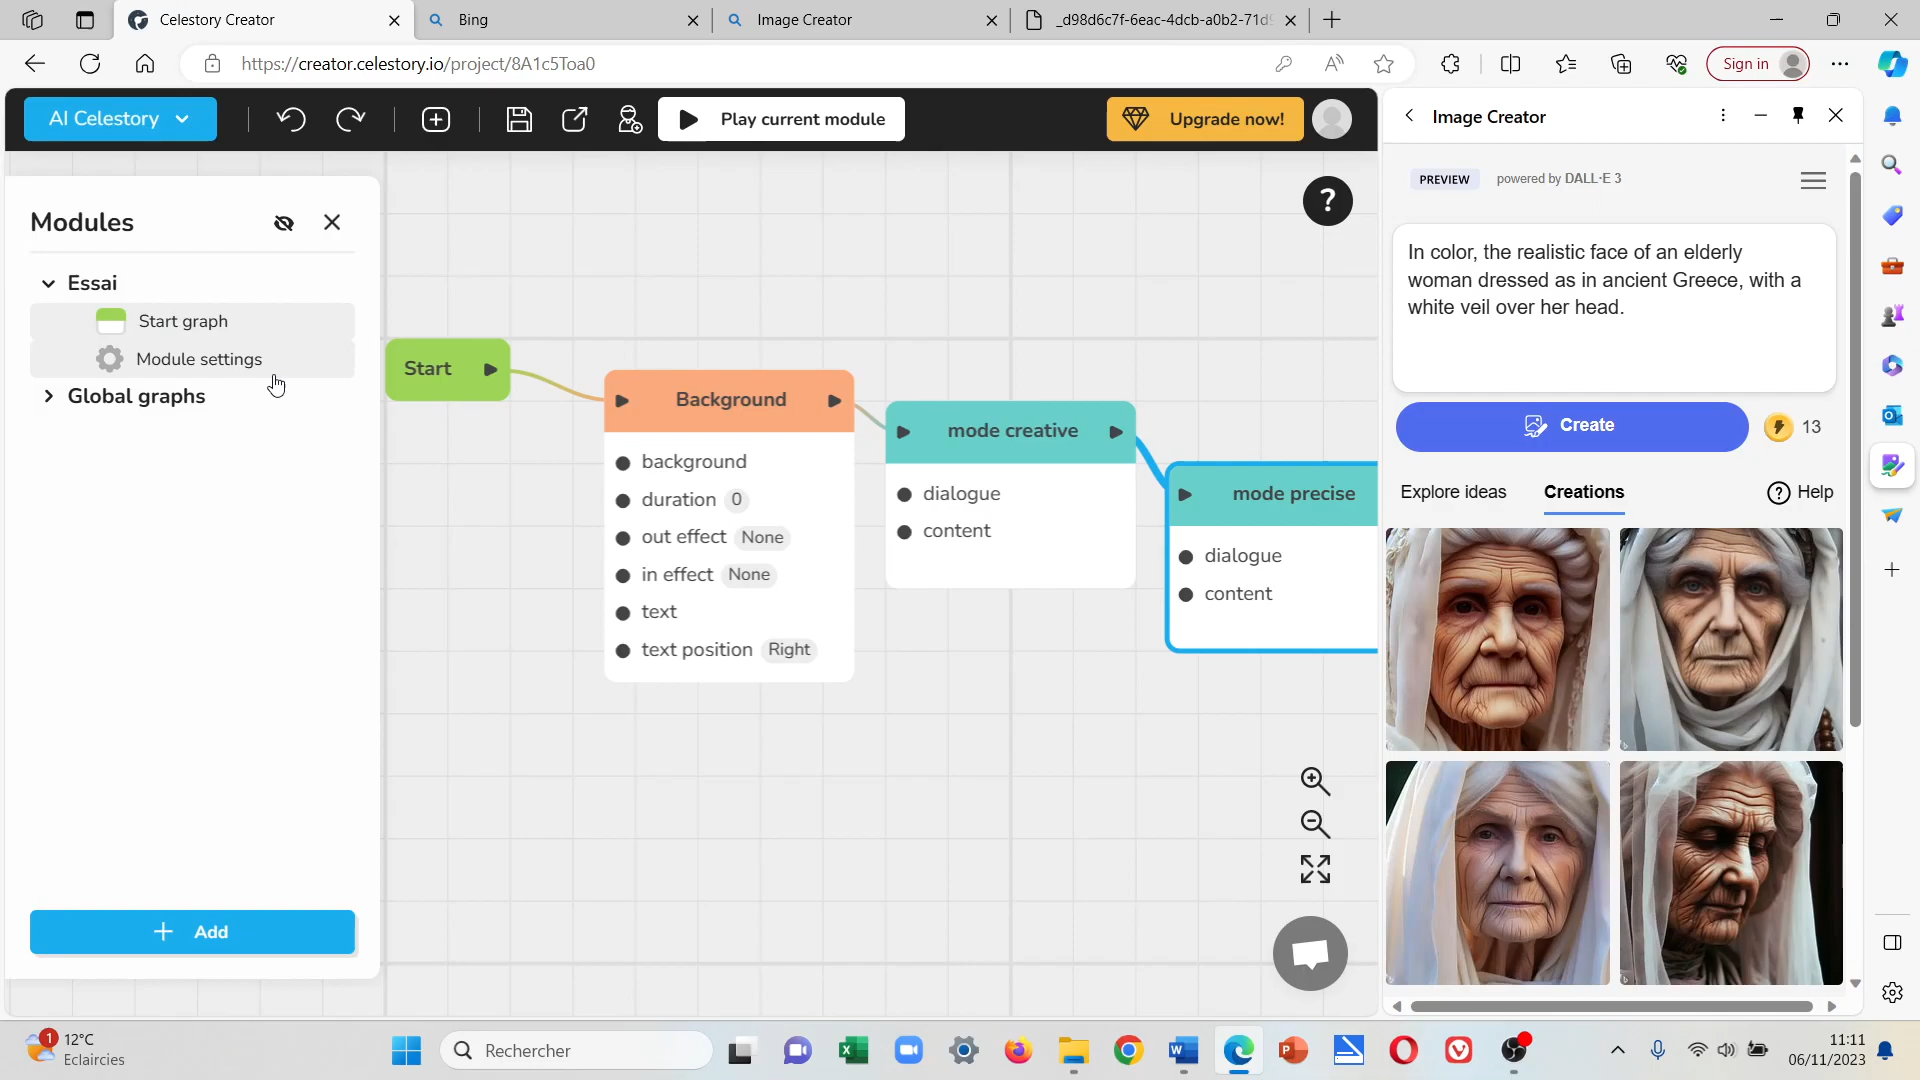 Celestory Creator
Bing
Image Creator
_d98d6c7f-6eac-4dcb-a0b2-71d9
https://creator.celestory.io/project/8A1c5Toa0
Sign in
AI Celestory
Play current module
Upgrade now!
Image Creator
PREVIEW
powered by DALL·E 3
?
Modules
Essai
Start graph
Module settings
Global graphs
Add
Start
Background
background
duration 0
out effect None
in effect None
text
text position Right
mode creative
dialogue
content
mode precise
dialogue
content
In color, the realistic face of an elderly
woman dressed as in ancient Greece, with a
white veil over her head.
Create
13
Explore ideas
Creations
? Help
1
12°C
Eclaircies
Rechercher
11:11
06/11/2023